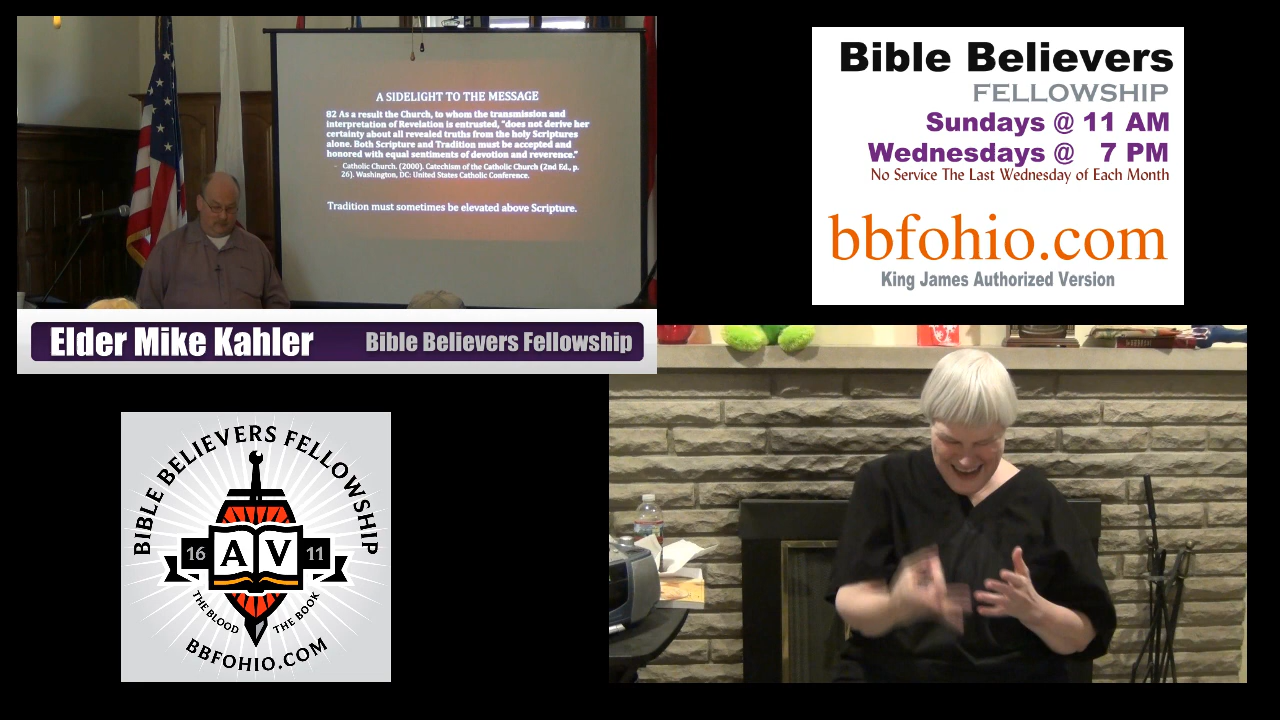 A SIDELIGHT TO THE MESSAGE
82 As a result the Church, to whom the transmission and
interpretation of Revelation is entrusted, "does not derive her
certainty about all revealed truths from the holy Scriptures
alone. Both Scripture and Tradition must be accepted and
honored with equal sentiments of devotion and reverence."
- Catholic Church. (2000). Catechism of the Catholic Church (2nd Ed., p.
26). Washington, DC: United States Catholic Conference.
Tradition must sometimes be elevated above Scripture.
Elder Mike Kahler
Bible Believers Fellowship
Bible Believers
FELLOWSHIP
Sundays @ 11 AM
Wednesdays @ 7 PM
No Service The Last Wednesday of Each Month
bbfohio.com
King James Authorized Version
BIBLE BELIEVERS FELLOWSHIP
16 AV 11
THE BLOOD
THE BOOK
BBFOHIO.COM